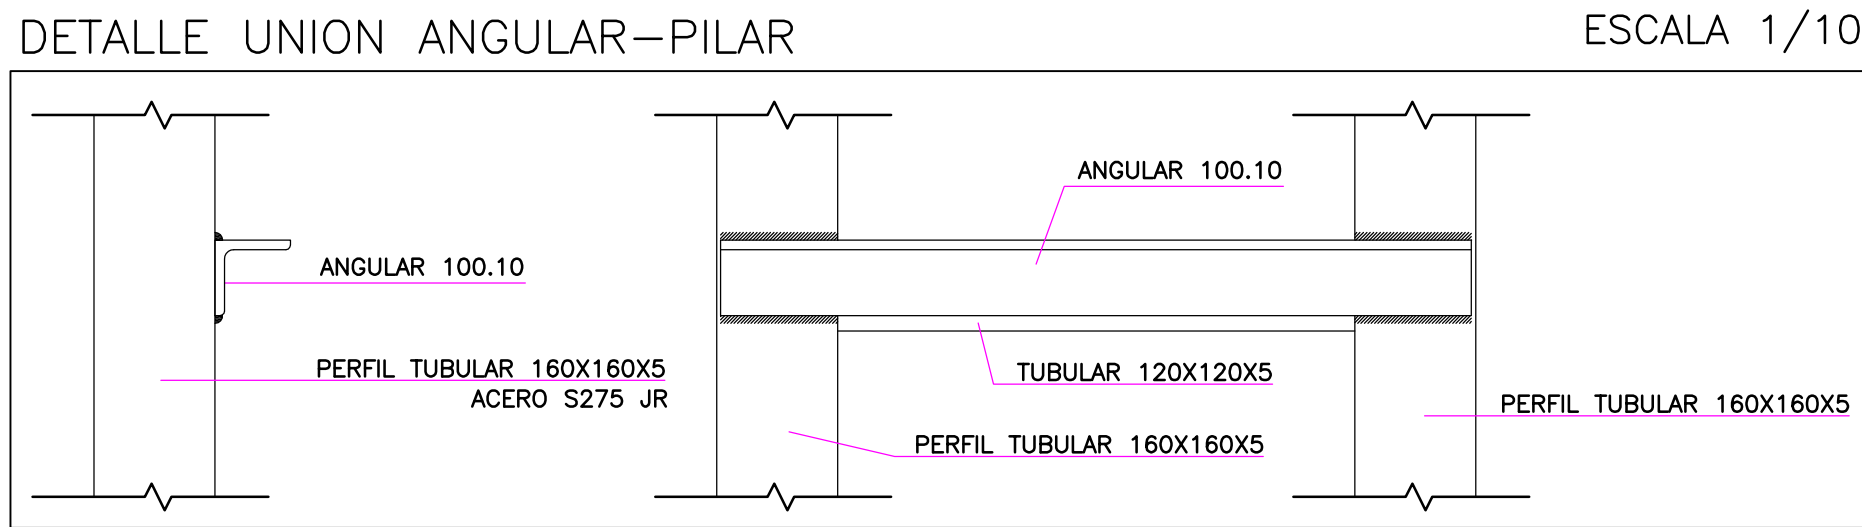 DETALLE UNION ANGULAR-PILAR
ESCALA 1/10
ANGULAR 100.10
ANGULAR 100.10
PERFIL TUBULAR 160X160X5
ACERO S275 JR
TUBULAR 120X120X5
PERFIL TUBULAR 160X160X5
PERFIL TUBULAR 160X160X5